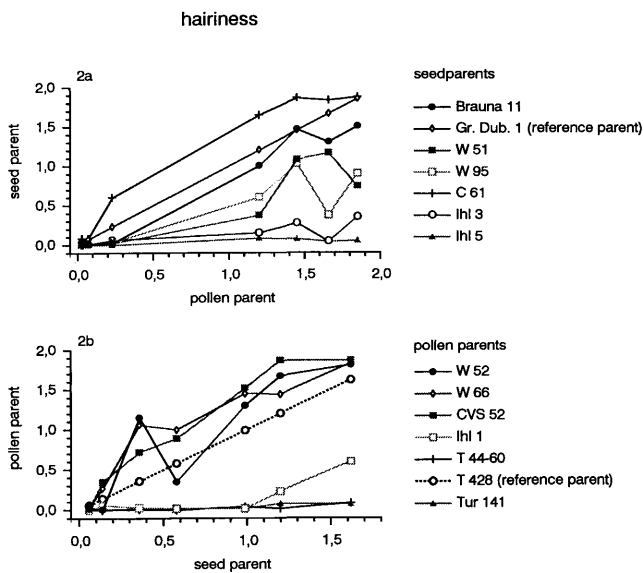 hairiness
2a
2,0
1,5
1,0
0,5
0,0
seed parent
0,0 0,5 1,0 1,5 2,0
pollen parent
seedparents
Brauna 11
Gr. Dub. 1 (reference parent)
W 51
W 95
C 61
Ihl 3
Ihl 5
2b
2,0
1,5
1,0
0,5
0,0
pollen parent
0,0 0,5 1,0 1,5
seed parent
pollen parents
W 52
W 66
CVS 52
Ihl 1
T 44-60
T 428 (reference parent)
Tur 141